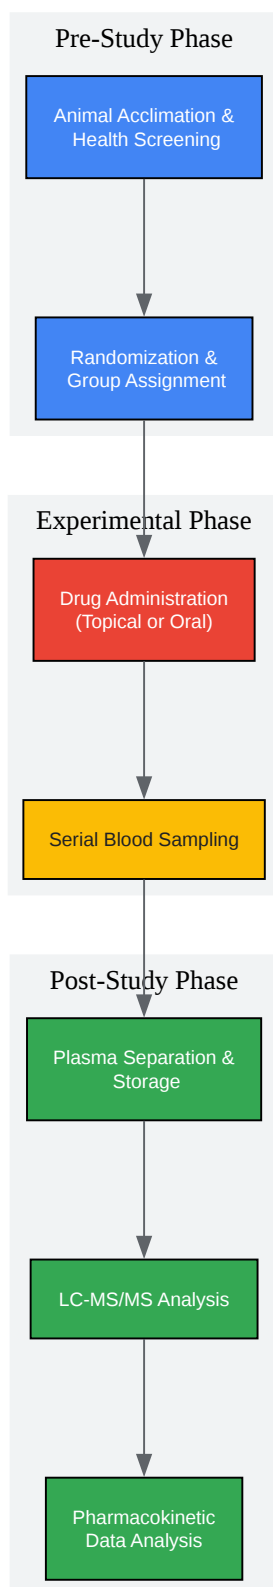 Pre-Study Phase
Animal Acclimation &
Health Screening
Randomization &
Group Assignment
Experimental Phase
Drug Administration
(Topical or Oral)
Serial Blood Sampling
Post-Study Phase
Plasma Separation &
Storage
LC-MS/MS Analysis
Pharmacokinetic
Data Analysis